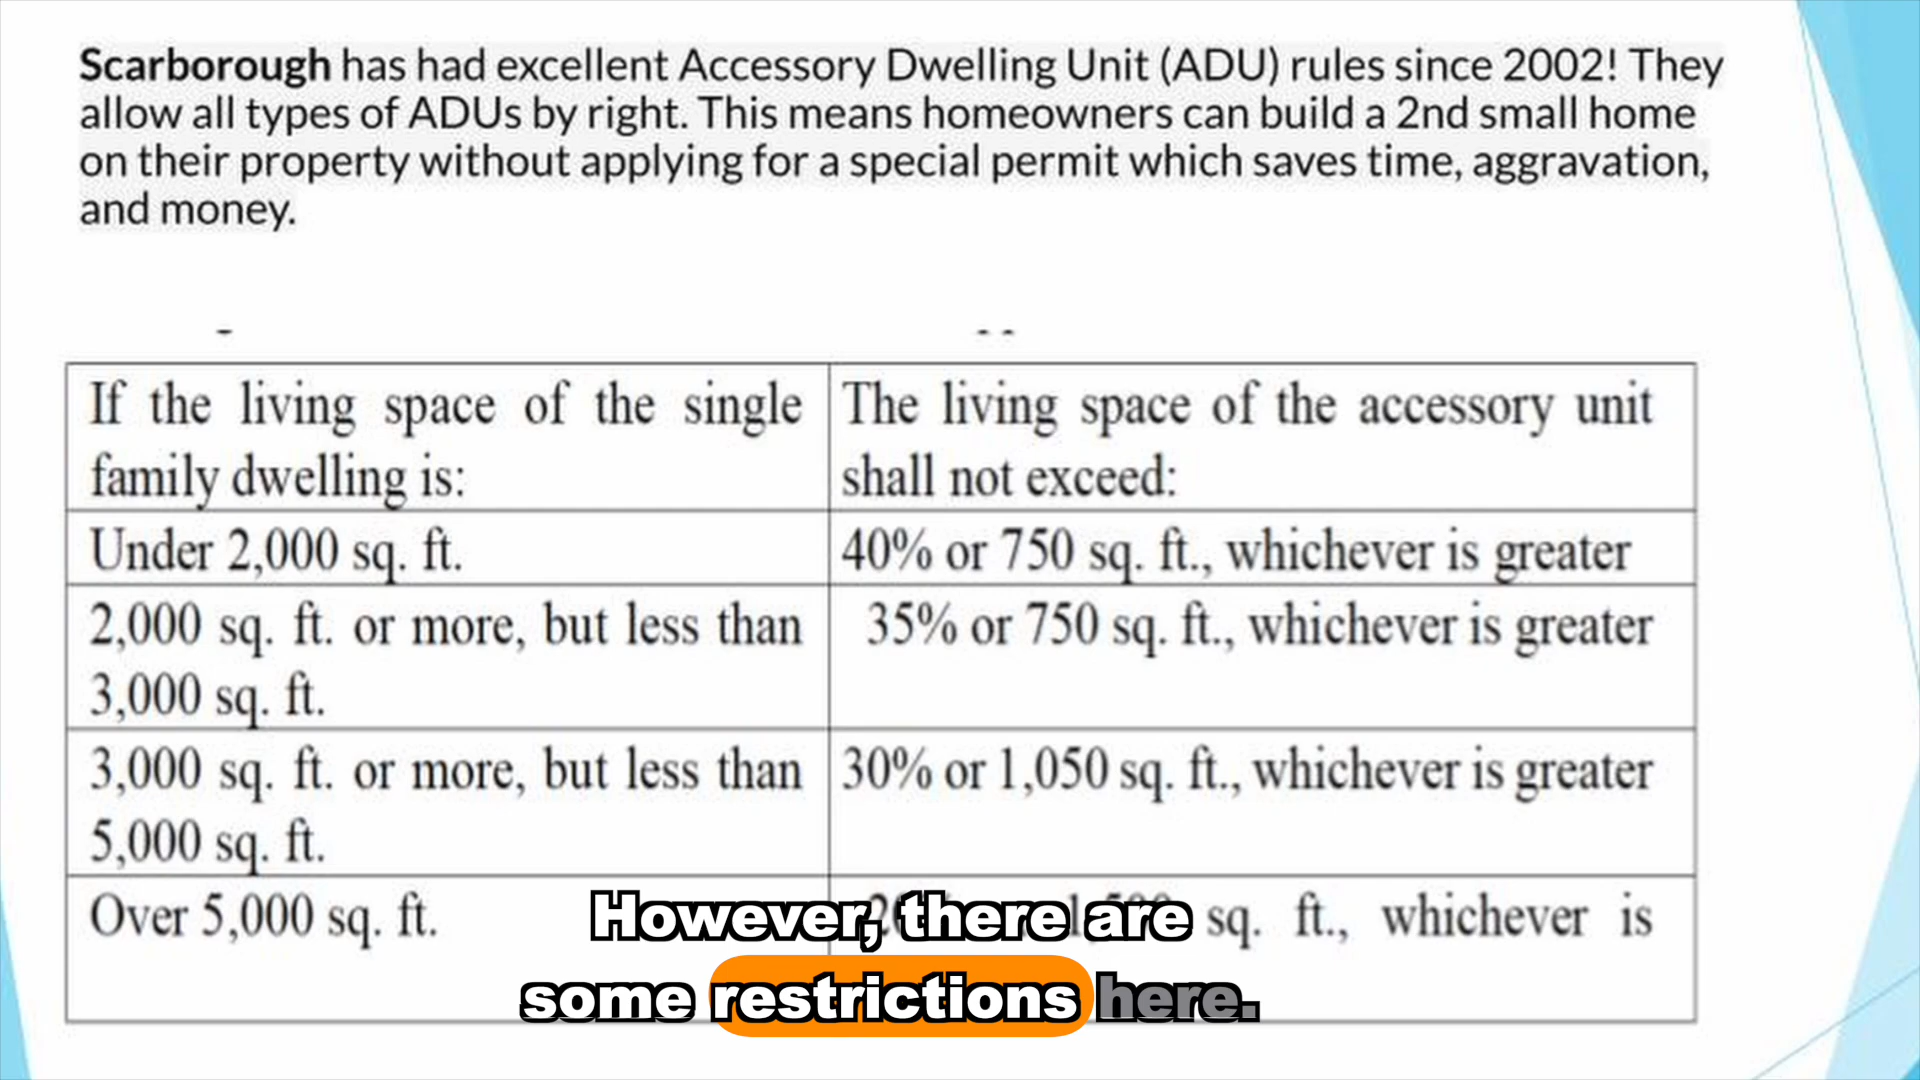 Scarborough has had excellent Accessory Dwelling Unit (ADU) rules since 2002! They
allow all types of ADUs by right. This means homeowners can build a 2nd small home
on their property without applying for a special permit which saves time, aggravation,
and money.
If the living space of the single
family dwelling is:
The living space of the accessory unit
shall not exceed:
Under 2,000 sq. ft.
40% or 750 sq. ft., whichever is greater
2,000 sq. ft. or more, but less than
3,000 sq. ft.
35% or 750 sq. ft., whichever is greater
3,000 sq. ft. or more, but less than
5,000 sq. ft.
30% or 1,050 sq. ft., whichever is greater
Over 5,000 sq. ft.
sq. ft., whichever is
However, there are
some restrictions here.